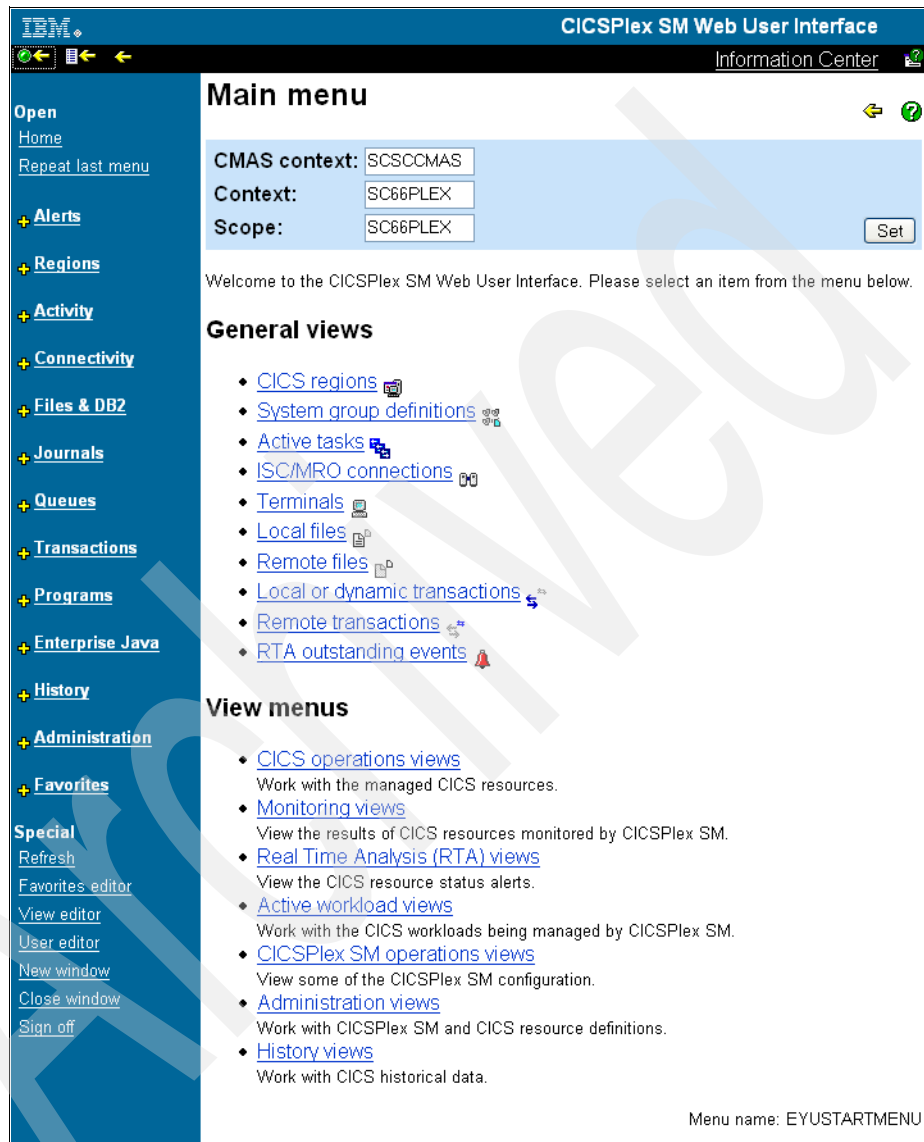 IBM
CICSPlex SM Web User Interface
Information Center
Open
Home
Repeat last menu
Alerts
Regions
Activity
Connectivity
Files & DB2
Journals
Queues
Transactions
Programs
Enterprise Java
History
Administration
Favorites
Special
Refresh
Favorites editor
View editor
User editor
New window
Close window
Sign off
Main menu
CMAS context: SCSCCMAS
Context: SC66PLEX
Scope: SC66PLEX
Set
Welcome to the CICSPlex SM Web User Interface. Please select an item from the menu below.
General views
CICS regions
System group definitions
Active tasks
ISC/MRO connections
Terminals
Local files
Remote files
Local or dynamic transactions
Remote transactions
RTA outstanding events
View menus
CICS operations views
Work with the managed CICS resources.
Monitoring views
View the results of CICS resources monitored by CICSPlex SM.
Real Time Analysis (RTA) views
View the CICS resource status alerts.
Active workload views
Work with the CICS workloads being managed by CICSPlex SM.
CICSPlex SM operations views
View some of the CICSPlex SM configuration.
Administration views
Work with CICSPlex SM and CICS resource definitions.
History views
Work with CICS historical data.
Menu name: EYUSTARTMENU
Archived